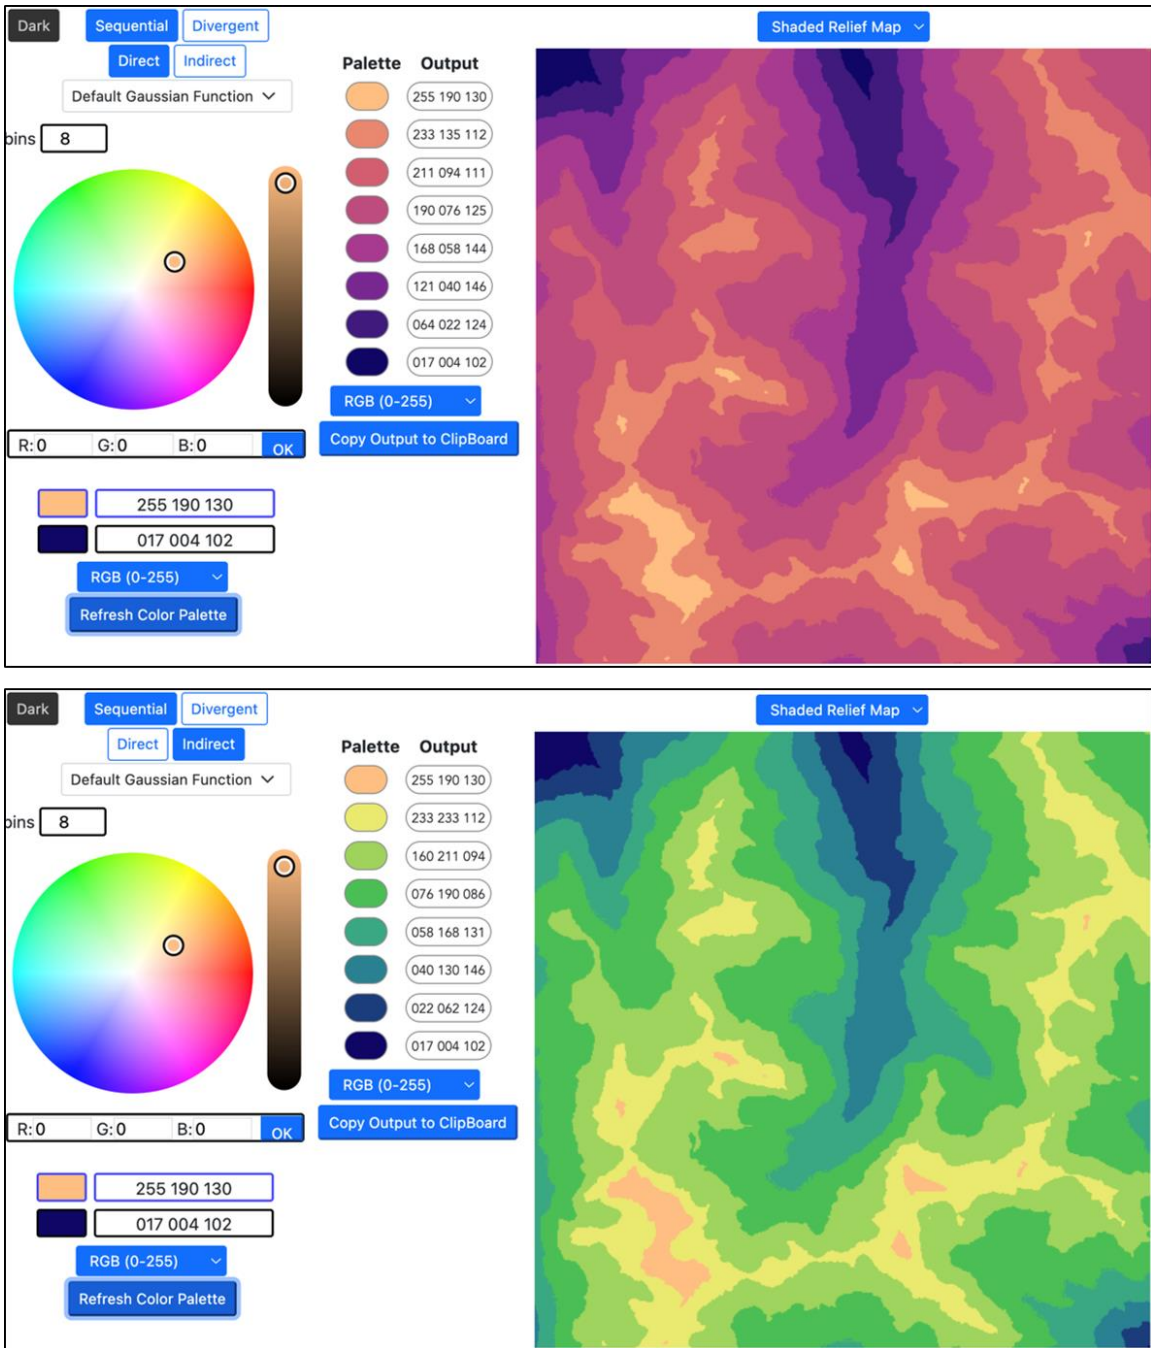 Dark Sequential Divergent Shaded Relief Map
Direct Indirect
Palette Output
Default Gaussian Function
255 190 130
bins 8
233 135 112
211 094 111
190 076 125
168 058 144
121 040 146
064 022 124
017 004 102
RGB (0-255)
R:0 G:0 B:0 OK
Copy Output to ClipBoard
255 190 130
017 004 102
RGB (0-255)
Refresh Color Palette
Dark Sequential Divergent Shaded Relief Map
Direct Indirect
Palette Output
Default Gaussian Function
255 190 130
bins 8
233 233 112
160 211 094
076 190 086
058 168 131
040 130 146
022 062 124
017 004 102
RGB (0-255)
R:0 G:0 B:0 OK
Copy Output to ClipBoard
255 190 130
017 004 102
RGB (0-255)
Refresh Color Palette